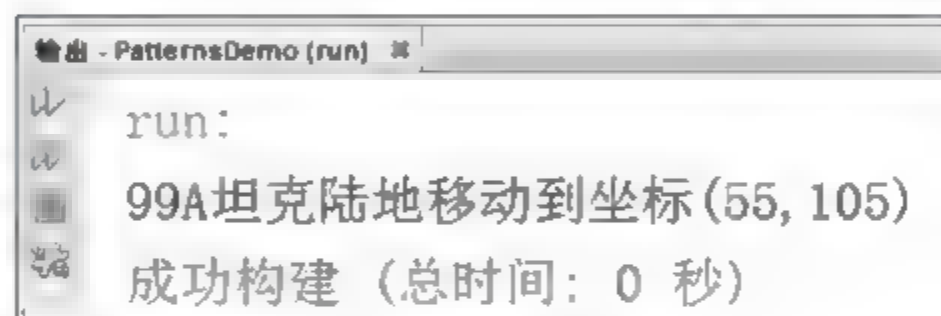 输出 - PatternsDemo (run)
run:
99A坦克陆地移动到坐标(55, 105)
成功构建 (总时间: 0 秒)